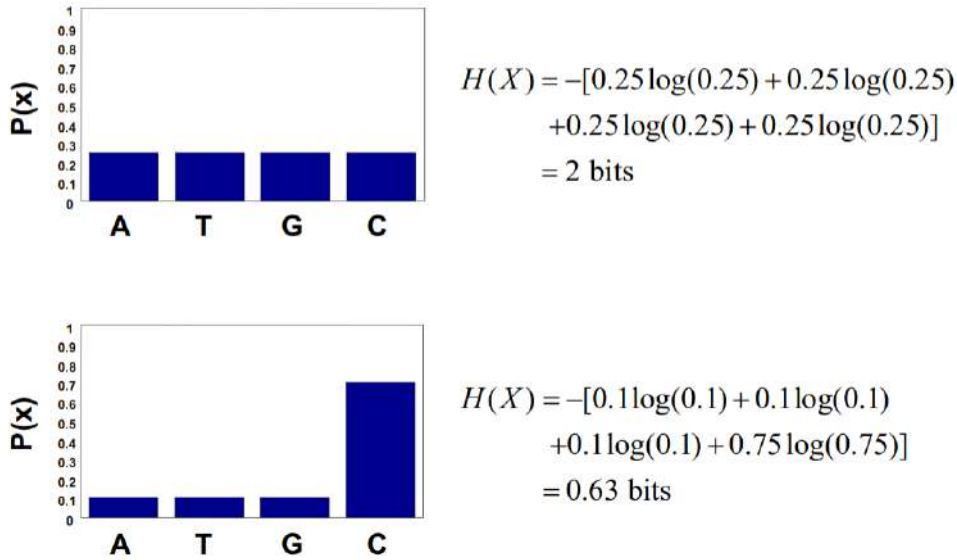 P(x)
1
0.9
0.8
0.7
0.6
0.5
0.4
0.3
0.2
0.1
0
A T G C
H(X) = −[0.25 log(0.25) + 0.25 log(0.25)
+0.25 log(0.25) + 0.25 log(0.25)]
= 2 bits
P(x)
1
0.9
0.8
0.7
0.6
0.5
0.4
0.3
0.2
0.1
0
A T G C
H(X) = −[0.1 log(0.1) + 0.1 log(0.1)
+0.1 log(0.1) + 0.75 log(0.75)]
= 0.63 bits